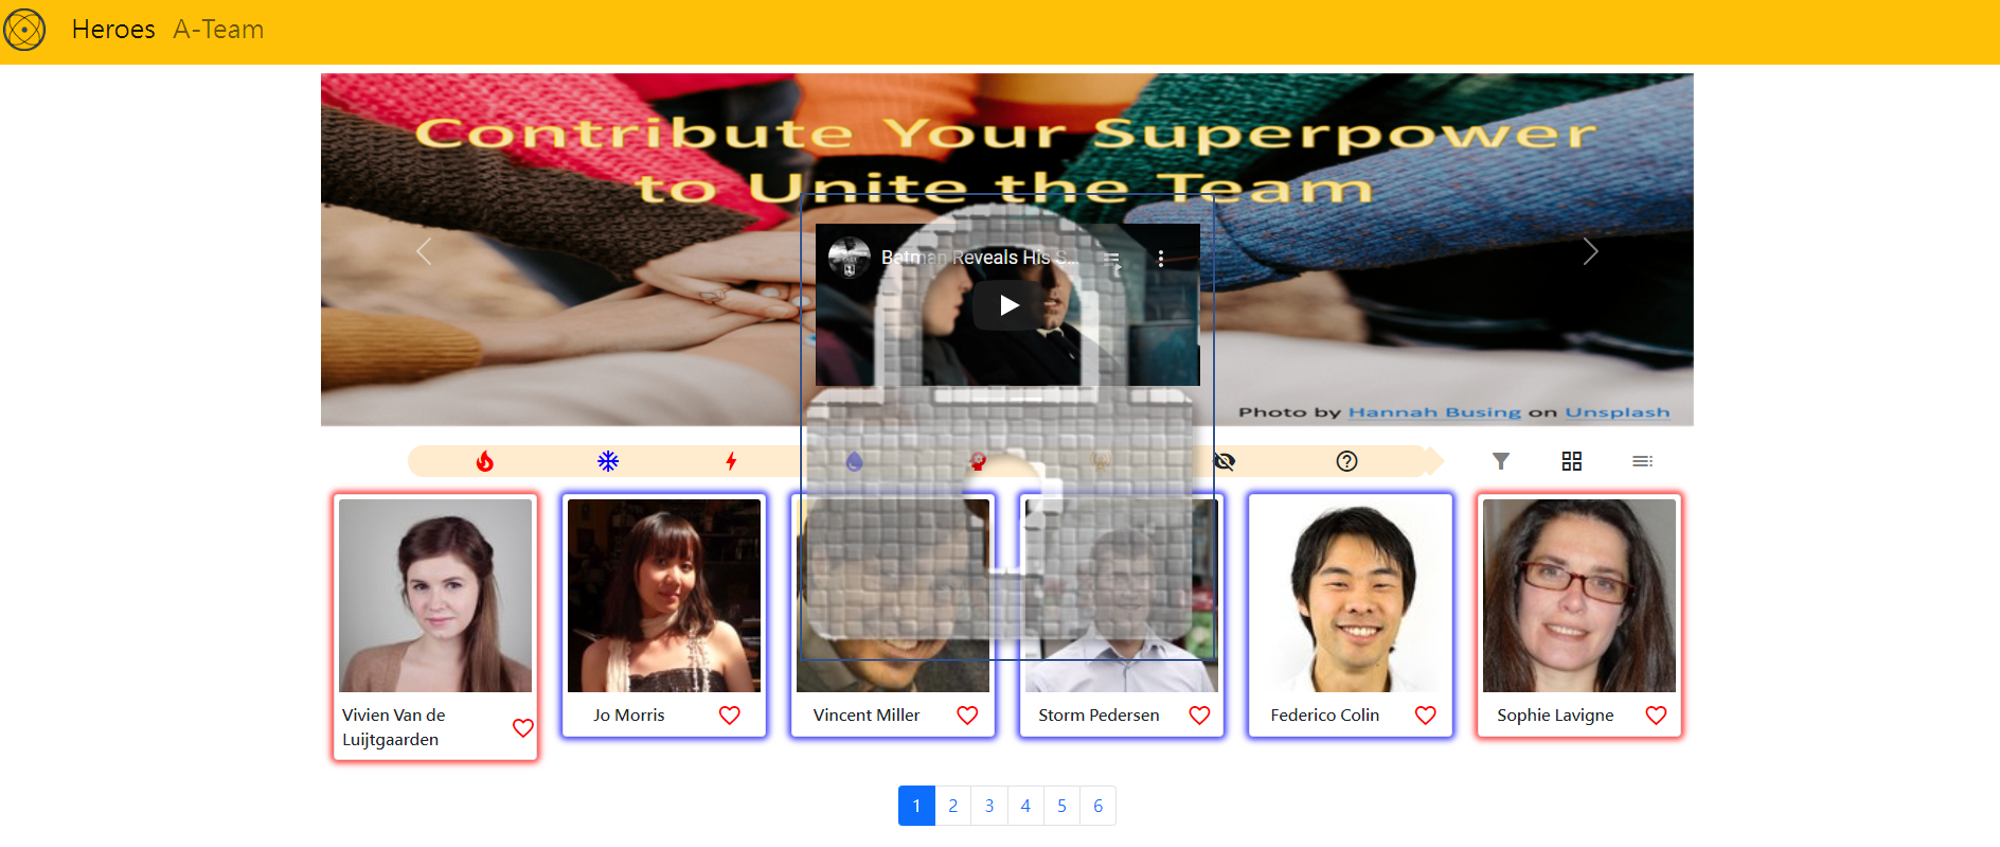 Heroes A-Team
Contribute Your Superpower
to Unite the Team
Batman Reveals His S...
Photo by Hannah Busing on Unsplash
Vivien Van de
Luijtgaarden
Jo Morris
Vincent Miller
Storm Pedersen
Federico Colin
Sophie Lavigne
1 2 3 4 5 6